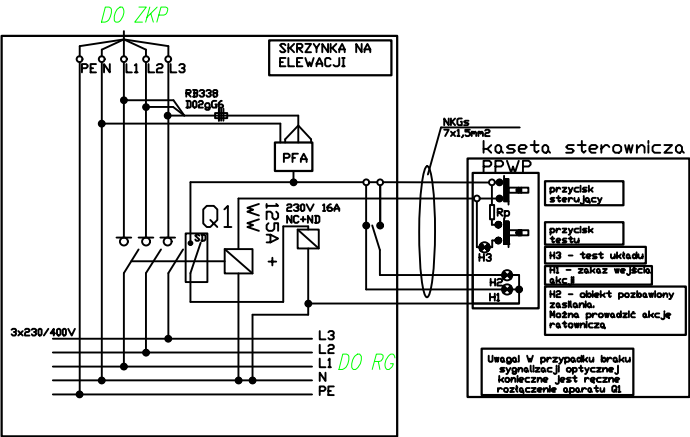 DO ZKP
SKRZYNKA NA
ELEWACJI
PE N L1 L2 L3
RB338
D02gG6
NKGs
7x1,5mm2
kaseta sterownicza
PPWP
PFA
przycisk
sterujący
Q1
125A +
WW
230V 16A
NC+ND
Rp
SD
przycisk
testu
H3
H3 - test układu
H1 - zakaz wejścia
akcji
H2
H1
H2 - obiekt pozbawiony
zasilania.
Można prowadzić akcję
ratowniczą
3x230/400V
L3
L2
L1
DO RG
N
PE
Uwaga! W przypadku braku
sygnalizacji optycznej
konieczne jest ręczne
rozłączenie aparatu Q1